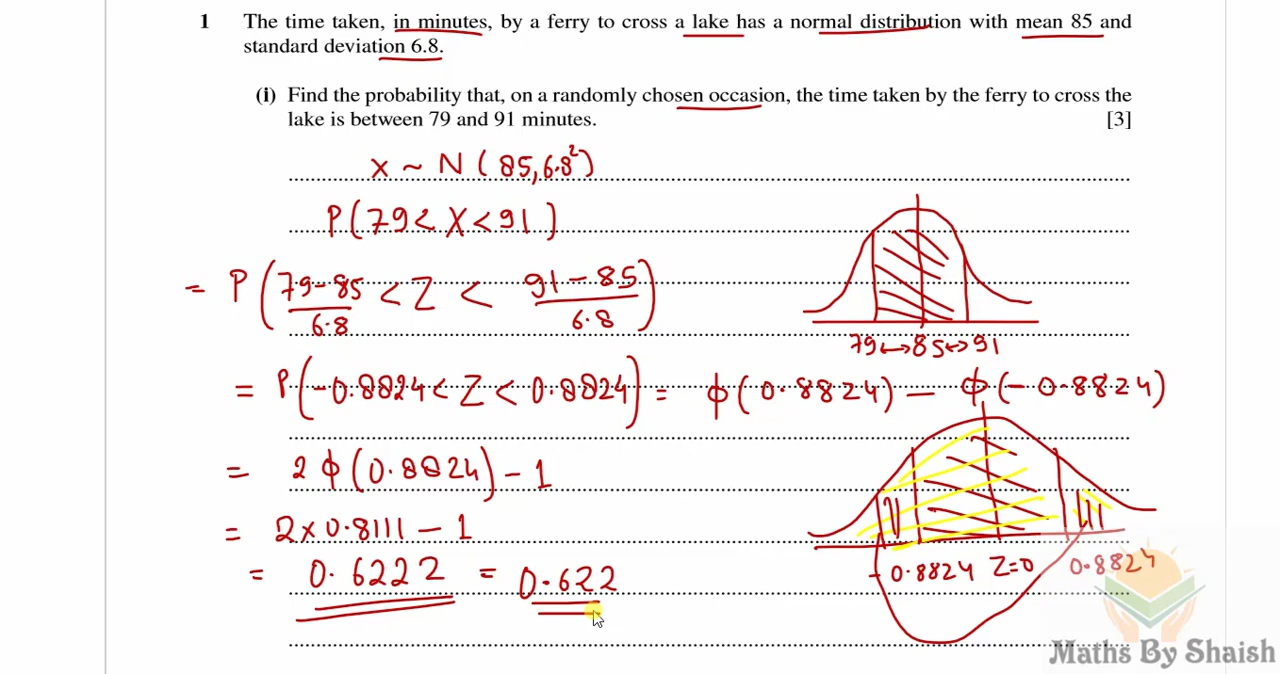 1 The time taken, in minutes, by a ferry to cross a lake has a normal distribution with mean 85 and
standard deviation 6.8.
(i) Find the probability that, on a randomly chosen occasion, the time taken by the ferry to cross the
lake is between 79 and 91 minutes. [3]
X ~ N(85, 6.8²)
P(79 < X < 91)
= P((79-85)/6.8 < Z < (91-85)/6.8)
79 ↔ 85 ↔ 91
= P(-0.8824 < Z < 0.8824) = ϕ(0.8824) - ϕ(-0.8824)
= 2ϕ(0.8824) - 1
= 2×0.8111 - 1
= 0.6222 = 0.622
-0.8824 Z=0 0.8824
Maths By Shaish